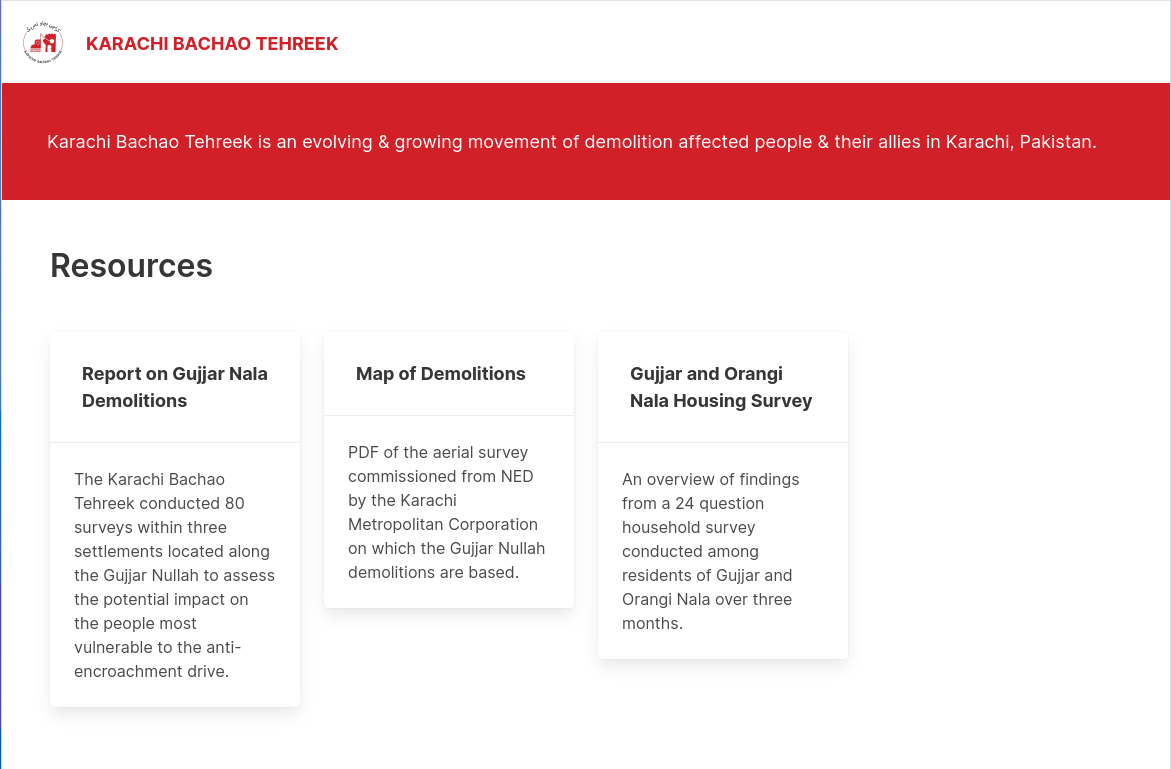 KARACHI BACHAO TEHREEK
Karachi Bachao Tehreek is an evolving & growing movement of demolition affected people & their allies in Karachi, Pakistan.
Resources
Report on Gujjar Nala
Demolitions
The Karachi Bachao
Tehreek conducted 80
surveys within three
settlements located along
the Gujjar Nullah to assess
the potential impact on
the people most
vulnerable to the anti-
encroachment drive.
Map of Demolitions
PDF of the aerial survey
commissioned from NED
by the Karachi
Metropolitan Corporation
on which the Gujjar Nullah
demolitions are based.
Gujjar and Orangi
Nala Housing Survey
An overview of findings
from a 24 question
household survey
conducted among
residents of Gujjar and
Orangi Nala over three
months.